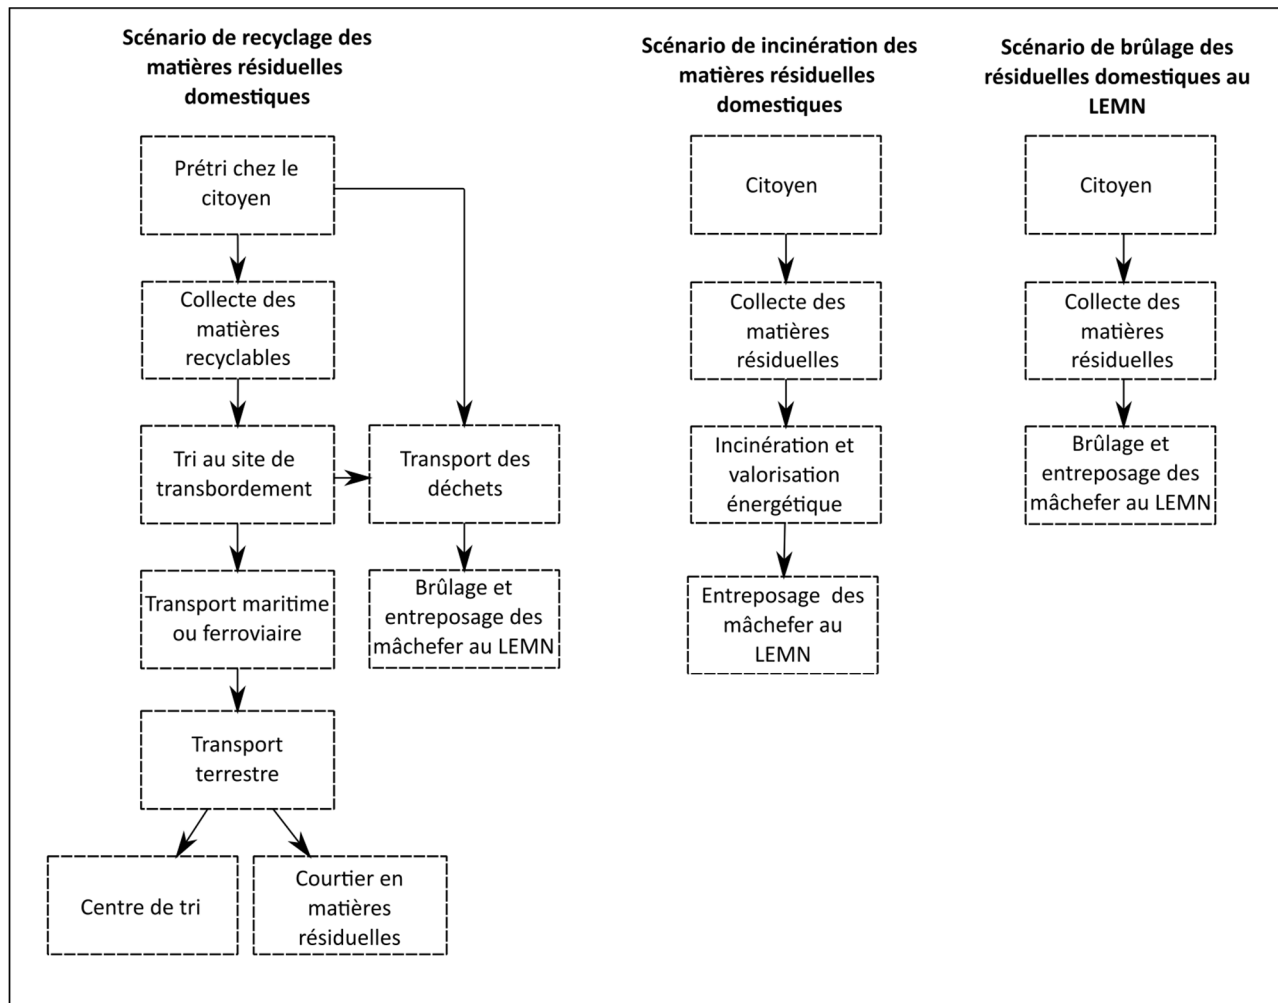 Scénario de recyclage des
matières résiduelles
domestiques
Prétri chez le
citoyen
Collecte des
matières
recyclables
Tri au site de
transbordement
Transport des
déchets
Transport maritime
ou ferroviaire
Brûlage et
entreposage des
mâchefer au LEMN
Transport
terrestre
Centre de tri
Courtier en
matières
résiduelles
Scénario de incinération des
matières résiduelles
domestiques
Citoyen
Collecte des
matières
résiduelles
Incinération et
valorisation
énergétique
Entreposage des
mâchefer au
LEMN
Scénario de brûlage des
résiduelles domestiques au
LEMN
Citoyen
Collecte des
matières
résiduelles
Brûlage et
entreposage des
mâchefer au LEMN